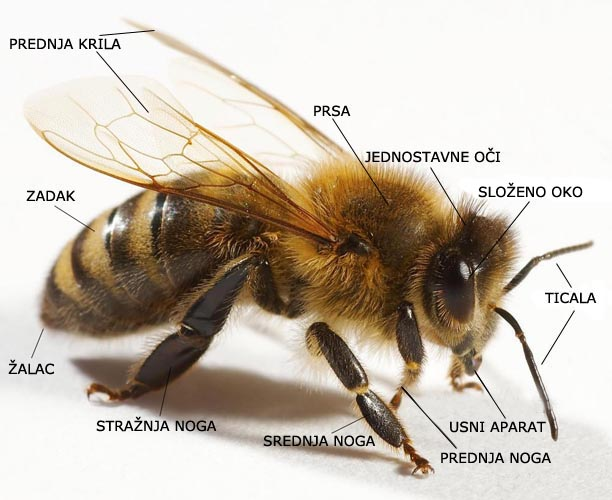 PREDNJA KRILA
PRSA
JEDNOSTAVNE OČI
SLOŽENO OKO
ZADAK
TICALA
ŽALAC
STRAŽNJA NOGA
SREDNJA NOGA
USNI APARAT
PREDNJA NOGA